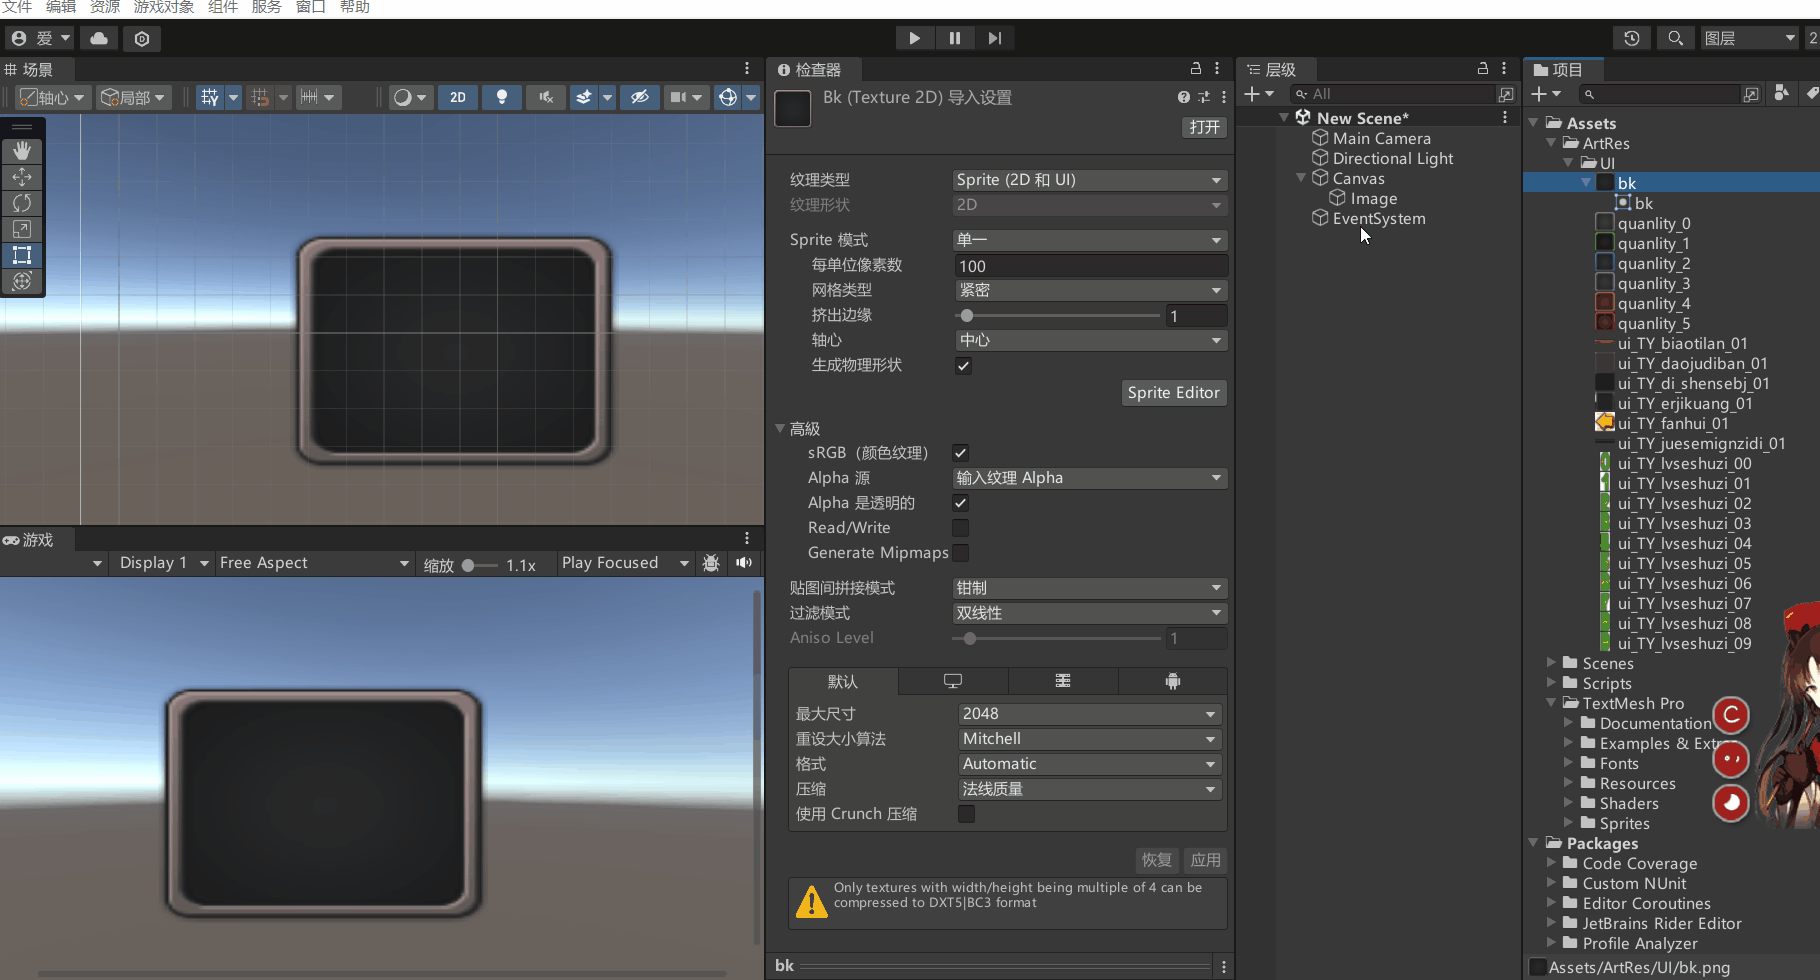 文件 编辑 资源 游戏对象 组件 服务 窗口 帮助
爱
图层
2
场景
轴心 局部 2D
游戏
Display 1 Free Aspect 缩放 1.1x Play Focused
检查器
Bk (Texture 2D) 导入设置
打开
纹理类型 Sprite (2D 和 UI)
纹理形状 2D
Sprite 模式 单一
每单位像素数 100
网格类型 紧密
挤出边缘 1
轴心 中心
生成物理形状
Sprite Editor
高級
sRGB（颜色纹理）
Alpha 源 输入纹理 Alpha
Alpha 是透明的
Read/Write
Generate Mipmaps
贴图间拼接模式 钳制
过滤模式 双线性
Aniso Level 1
默认
最大尺寸 2048
重设大小算法 Mitchell
格式 Automatic
压缩 法线质量
使用 Crunch 压缩
恢复 应用
Only textures with width/height being multiple of 4 can be
compressed to DXT5|BC3 format
bk
层级
All
New Scene*
Main Camera
Directional Light
Canvas
Image
EventSystem
项目
Assets
ArtRes
UI
bk
bk
quanlity_0
quanlity_1
quanlity_2
quanlity_3
quanlity_4
quanlity_5
ui_TY_biaotilan_01
ui_TY_daojudiban_01
ui_TY_di_shensebj_01
ui_TY_erjikuang_01
ui_TY_fanhui_01
ui_TY_juesemignzidi_01
ui_TY_lvseshuzi_00
ui_TY_lvseshuzi_01
ui_TY_lvseshuzi_02
ui_TY_lvseshuzi_03
ui_TY_lvseshuzi_04
ui_TY_lvseshuzi_05
ui_TY_lvseshuzi_06
ui_TY_lvseshuzi_07
ui_TY_lvseshuzi_08
ui_TY_lvseshuzi_09
Scenes
Scripts
TextMesh Pro
Documentation
Examples & Extr
Fonts
Resources
Shaders
Sprites
Packages
Code Coverage
Custom NUnit
Editor Coroutines
JetBrains Rider Editor
Profile Analyzer
Assets/ArtRes/UI/bk.png